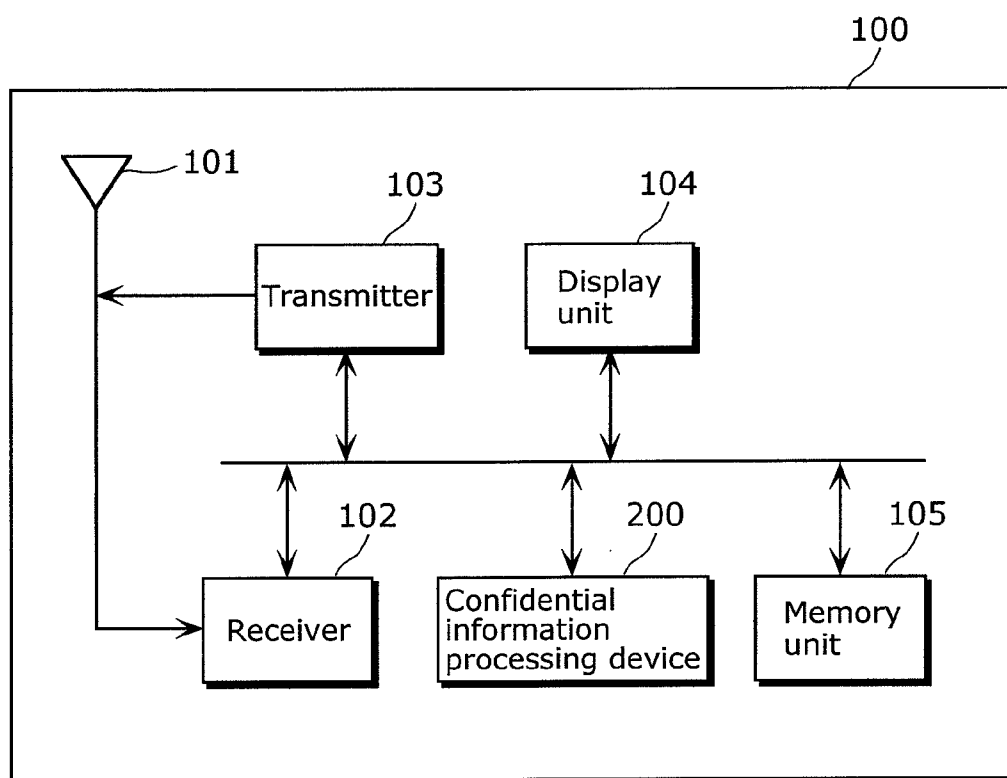 100
101
103
104
Transmitter
Display
unit
102
200
105
Receiver
Confidential
information
processing device
Memory
unit